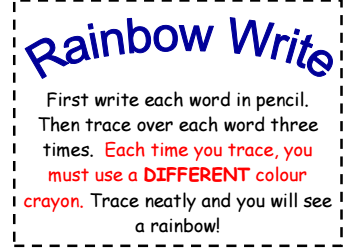 Rainbow Write
First write each word in pencil.
Then trace over each word three
times. Each time you trace, you
must use a DIFFERENT colour
crayon. Trace neatly and you will see
a rainbow!